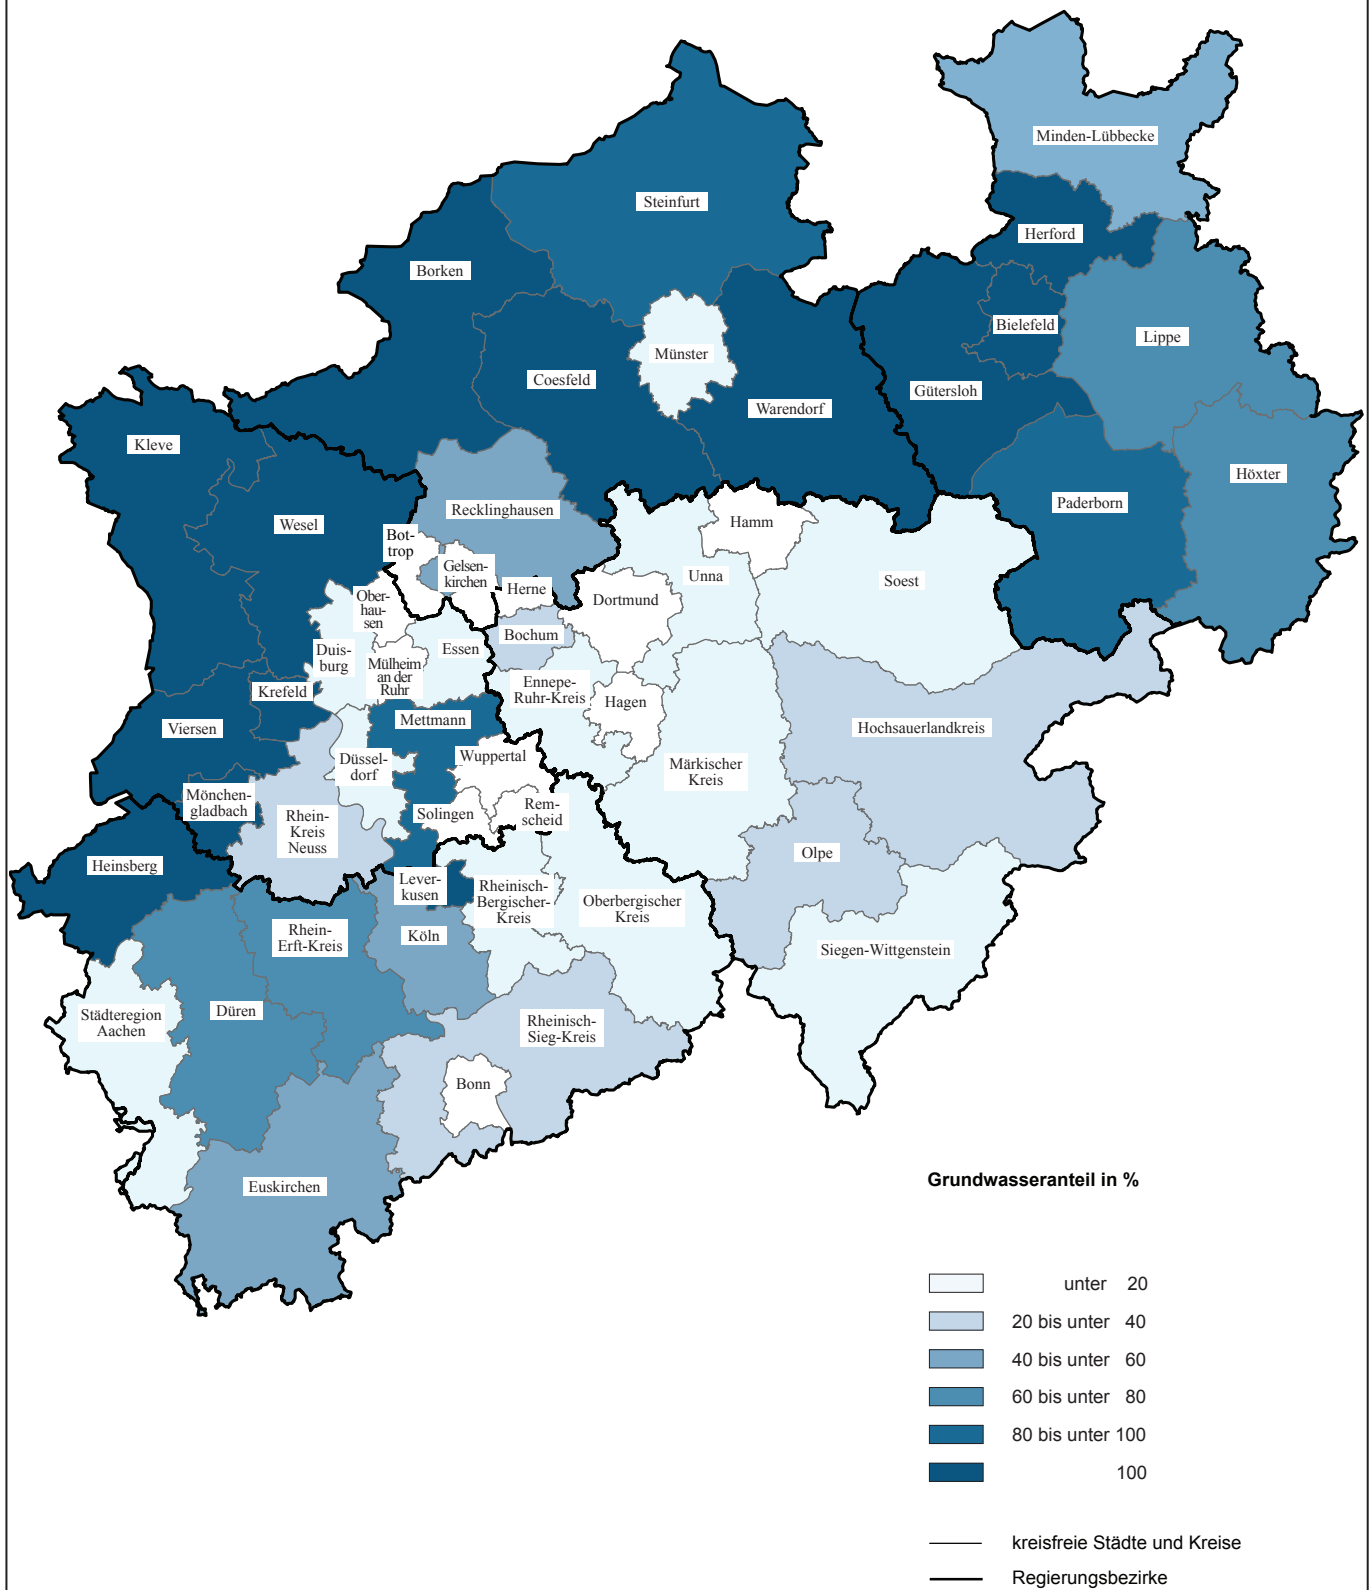 Minden-Lübbecke
Steinfurt
Herford
Borken
Bielefeld
Lippe
Münster
Coesfeld
Gütersloh
Warendorf
Kleve
Höxter
Paderborn
Recklinghausen
Wesel
Hamm
Bot-
trop
Gelsen-
kirchen
Unna
Soest
Herne
Ober-
hau-
sen
Dortmund
Bochum
Essen
Duis-
burg
Mülheim
an der
Ruhr
Krefeld
Ennepe-
Ruhr-Kreis
Hagen
Viersen
Mettmann
Hochsauerlandkreis
Wuppertal
Düssel-
dorf
Märkischer
Kreis
Mönchen-
gladbach
Rhein-
Kreis
Neuss
Solingen
Rem-
scheid
Olpe
Heinsberg
Lever-
kusen
Rheinisch-
Bergischer-
Kreis
Oberbergischer
Kreis
Rhein-
Erft-Kreis
Köln
Siegen-Wittgenstein
Städteregion
Aachen
Düren
Rheinisch-
Sieg-Kreis
Bonn
Euskirchen
Grundwasseranteil in %
unter 20
20 bis unter 40
40 bis unter 60
60 bis unter 80
80 bis unter 100
100
kreisfreie Städte und Kreise
Regierungsbezirke